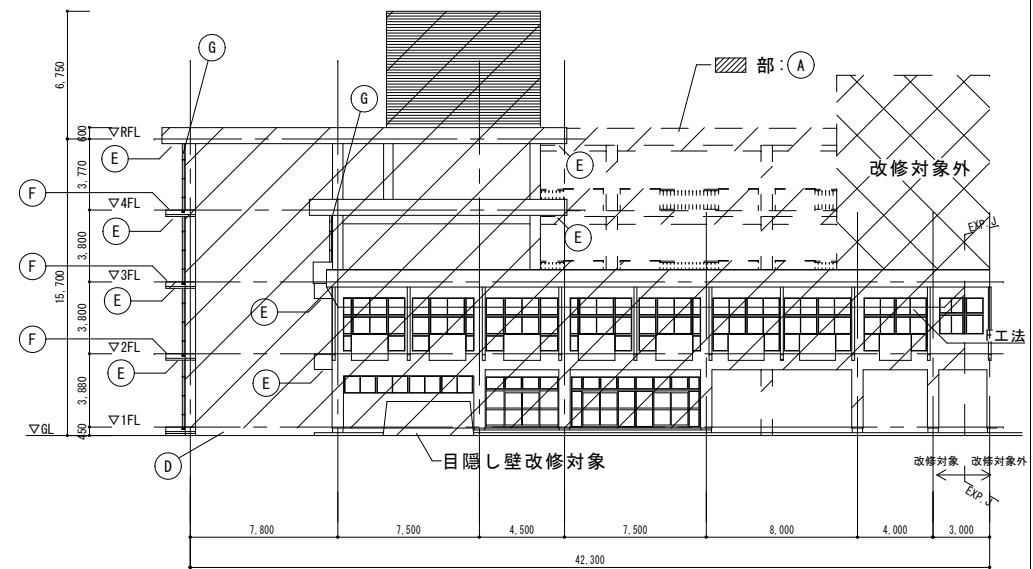 G
部：A
6,750
G
600
▽RFL
E
E
3,770
改修対象外
F
▽4FL
E
E
EXP.J
3,800
15,700
F
▽3FL
E
E
3,800
工法
F
▽2FL
E
E
3,880
▽1FL
▽GL
450
D
目隠し壁改修対象
改修対象
改修対象外
EXP.J
7,800
7,500
4,500
7,500
8,000
4,000
3,000
42,300